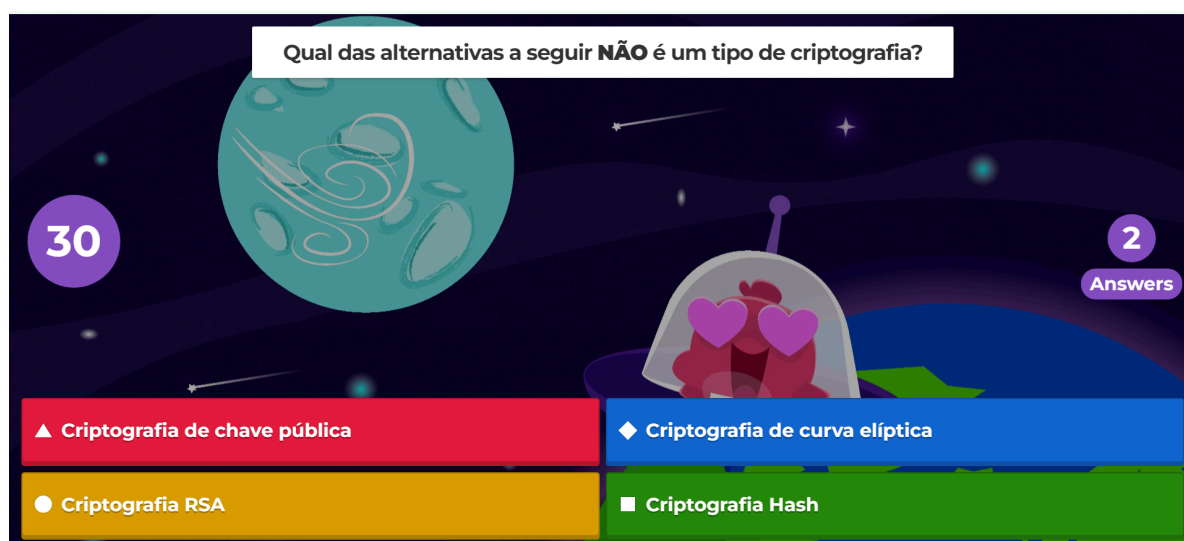 Qual das alternativas a seguir NÃO é um tipo de criptografia?
30
2
Answers
Criptografia de chave pública
Criptografia de curva elíptica
Criptografia RSA
Criptografia Hash